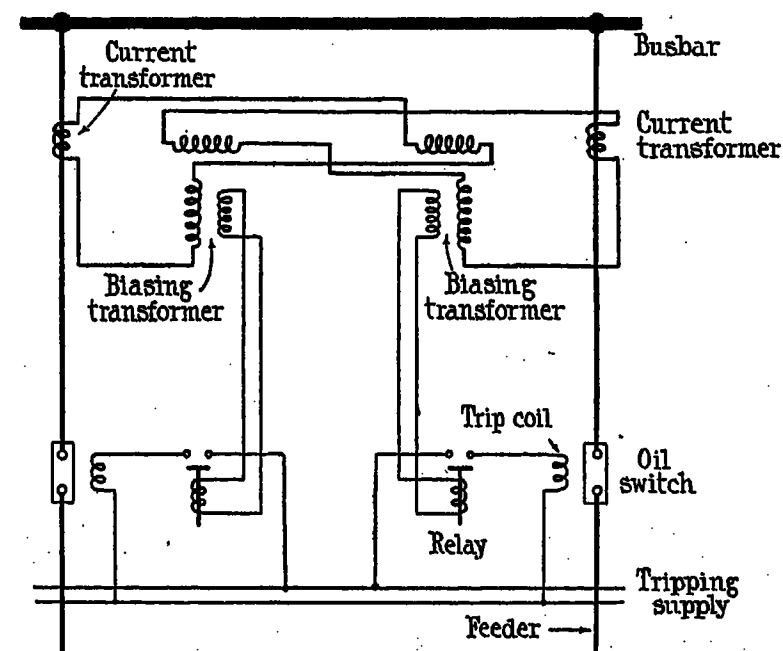 Busbar
Current
transformer
Current
transformer
Biasing
transformer
Biasing
transformer
Trip coil
Oil
switch
Relay
Tripping
supply
Feeder